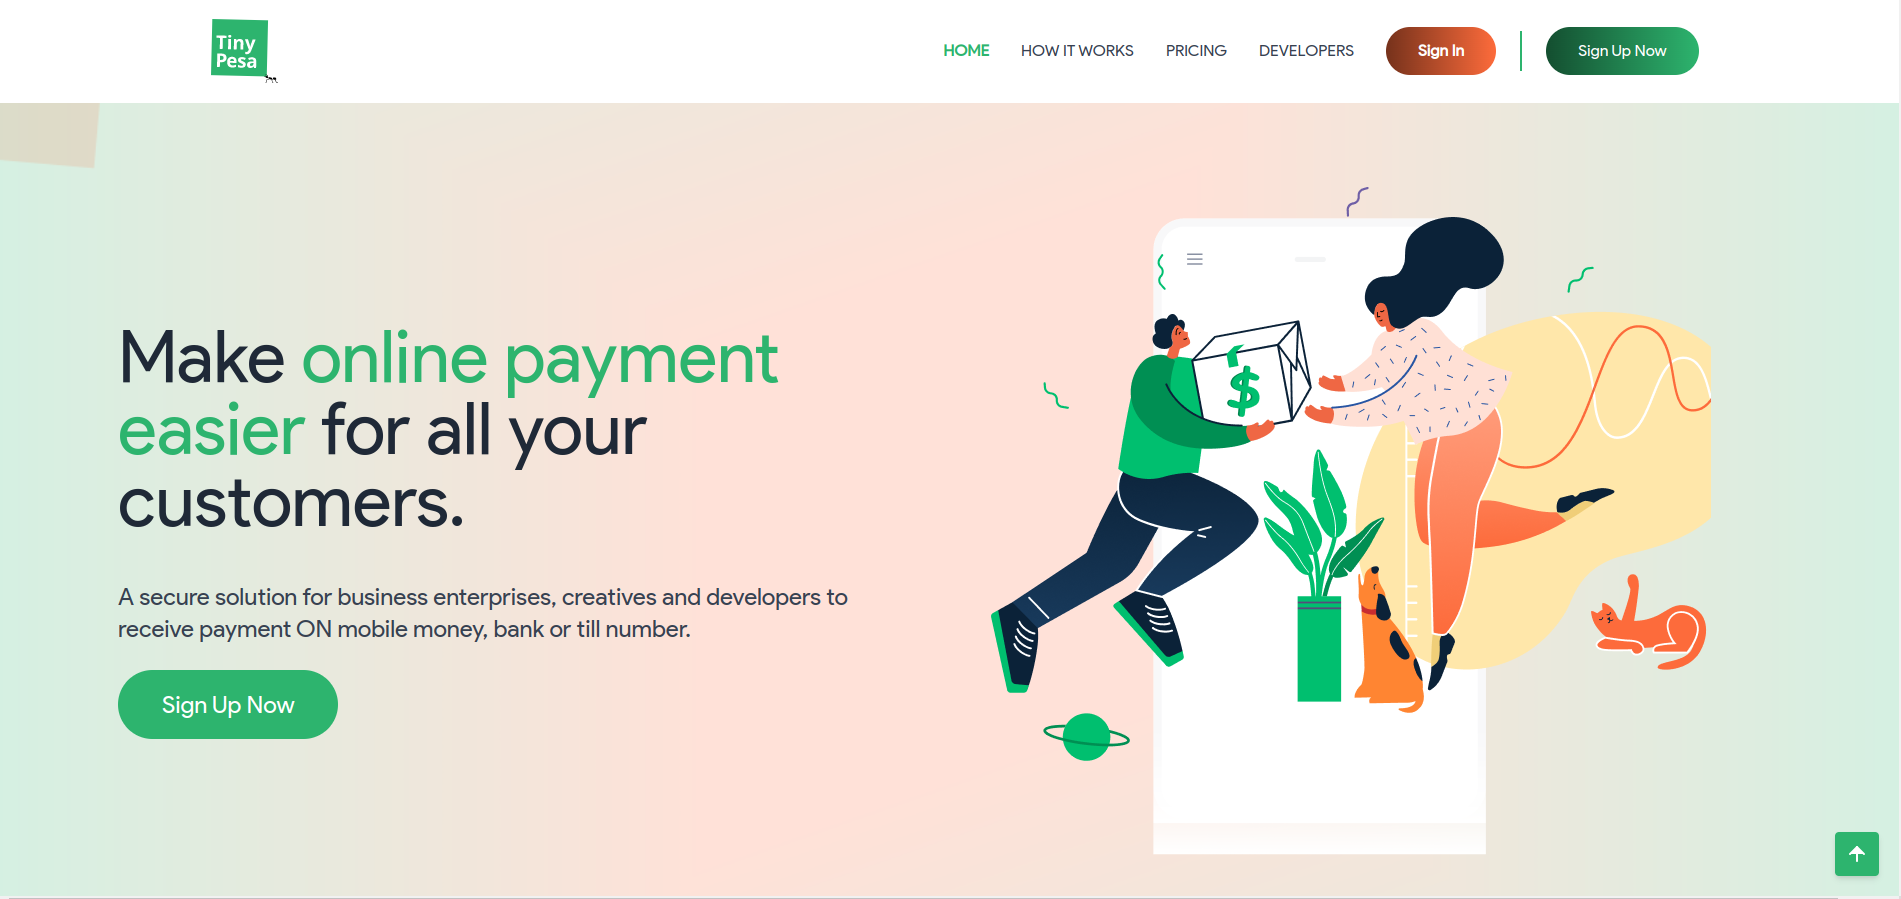 Tiny
Pesa
HOME
HOW IT WORKS
PRICING
DEVELOPERS
Sign In
Sign Up Now
Make online payment
easier for all your
customers.
A secure solution for business enterprises, creatives and developers to
receive payment ON mobile money, bank or till number.
Sign Up Now
$